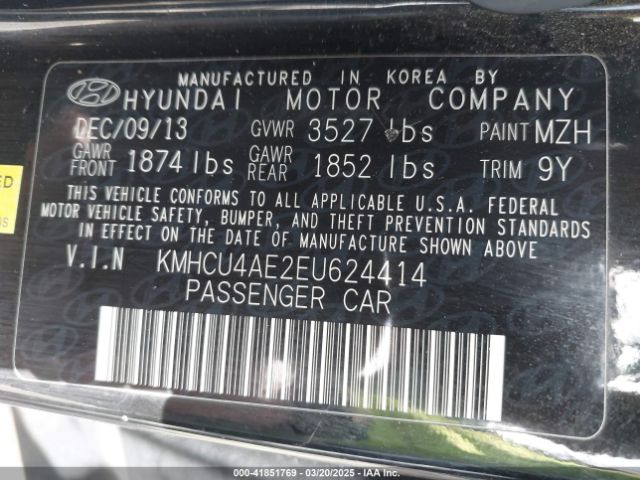 MANUFACTURED IN KOREA BY
HYUNDAI MOTOR COMPANY
DEC/09/13 GVWR 3527 lbs PAINT MZH
GAWR FRONT 1874 lbs GAWR REAR 1852 lbs TRIM 9Y
THIS VEHICLE CONFORMS TO ALL APPLICABLE U.S.A. FEDERAL
MOTOR VEHICLE SAFETY, BUMPER, AND THEFT PREVENTION STANDARDS
IN EFFECT ON THE DATE OF MANUFACTURE SHOWN ABOVE
V.I.N KMHCU4AE2EU624414
PASSENGER CAR
000-41851769 | 03/20/2025 | IAA Inc.